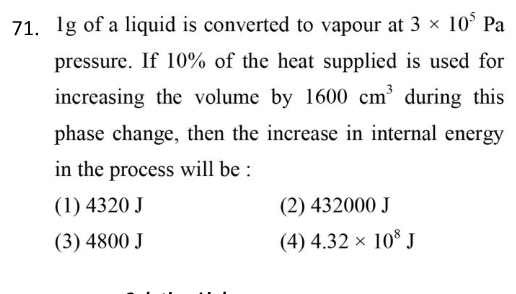 71. 1g of a liquid is converted to vapour at 3 × 10⁵ Pa
pressure. If 10% of the heat supplied is used for
increasing the volume by 1600 cm³ during this
phase change, then the increase in internal energy
in the process will be :
(1) 4320 J (2) 432000 J
(3) 4800 J (4) 4.32 × 10⁸ J